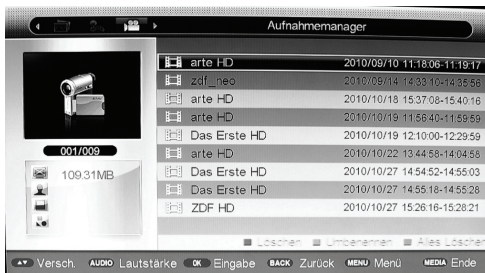 Aufnahmemanager
arte HD 2010/09/10 11:18:06-11:19:17
zdf_neo 2010/09/14 14:33:10-14:35:56
arte HD 2010/10/18 15:37:08-15:40:16
arte HD 2010/10/19 11:56:40-11:59:59
Das Erste HD 2010/10/19 12:10:00-12:29:59
arte HD 2010/10/22 13:44:58-14:04:58
Das Erste HD 2010/10/27 14:54:52-14:55:03
Das Erste HD 2010/10/27 14:55:18-14:55:28
ZDF HD 2010/10/27 15:26:16-15:28:21
001/009
109.31MB
Löschen Umbenennen Alles Löschen
Versch. AUDIO Lautstärke OK Eingabe BACK Zurück MENU Menü MEDIA Ende